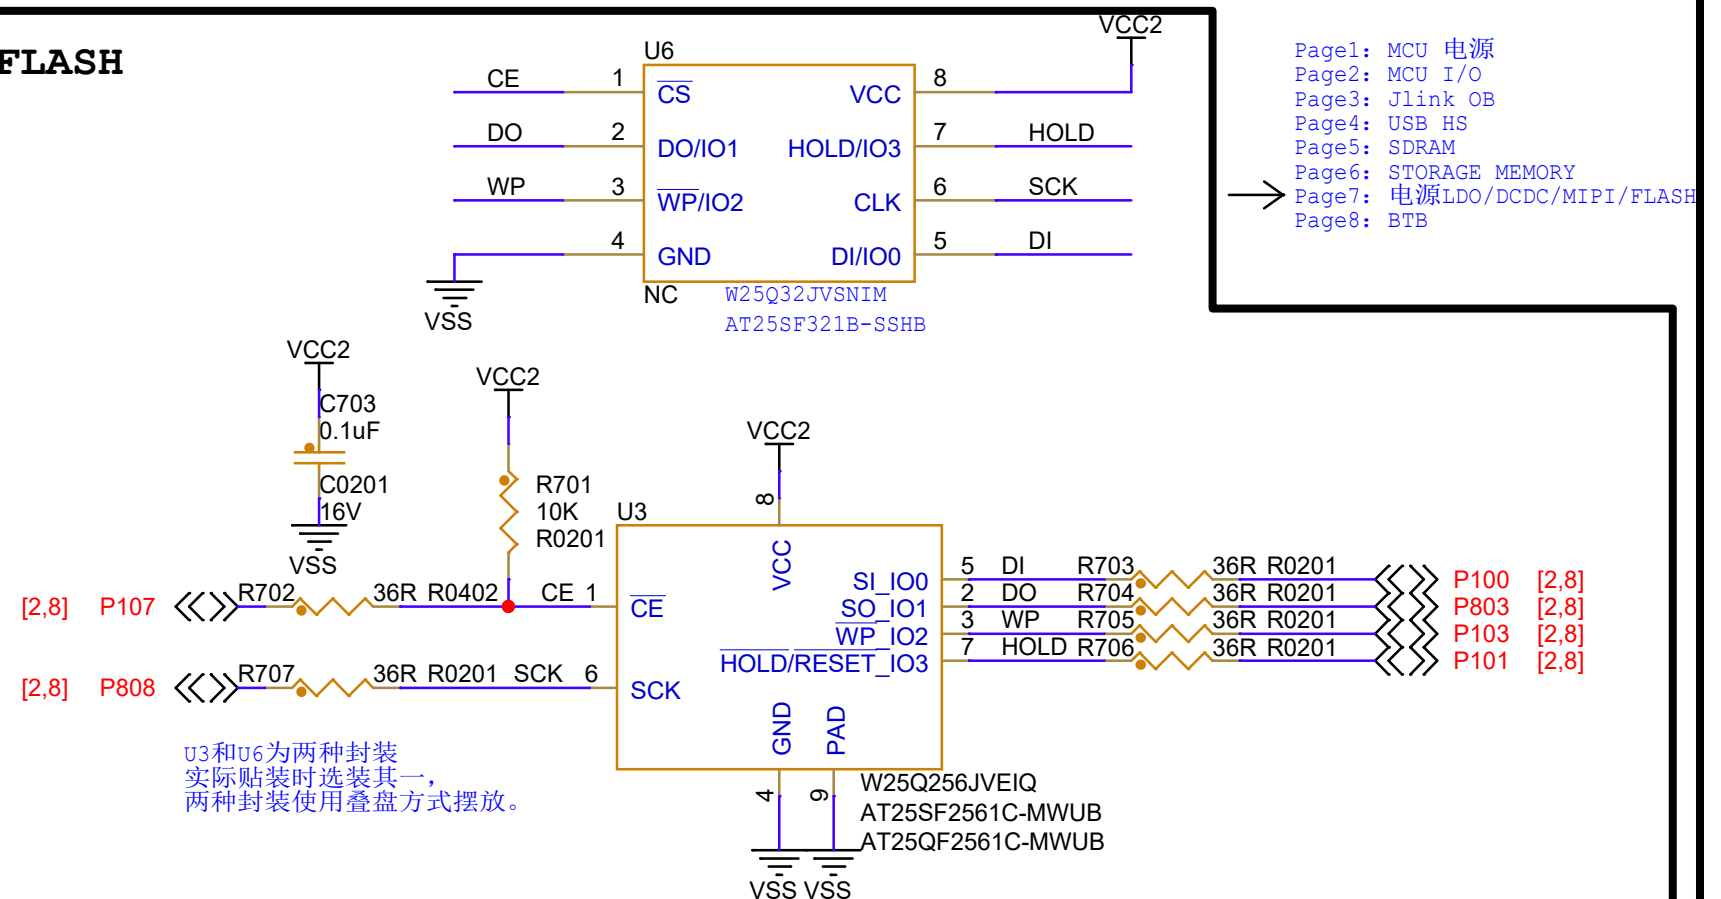 FLASH
VCC2
Page1: MCU 电源
Page2: MCU I/O
Page3: Jlink OB
Page4: USB HS
Page5: SDRAM
Page6: STORAGE MEMORY
Page7: 电源LDO/DCDC/MIPI/FLASH
Page8: BTB
U6
CE 1 CS VCC 8
DO 2 DO/IO1 HOLD/IO3 7 HOLD
WP 3 WP/IO2 CLK 6 SCK
4 GND DI/IO0 5 DI
VSS
NC W25Q32JVSNIM
AT25SF321B-SSHB
VCC2
C703
0.1uF
C0201
16V
VSS
VCC2
R701
10K
R0201
VCC2
8
U3
VCC
[2,8] P107 R702 36R R0402 CE 1 CE
[2,8] P808 R707 36R R0201 SCK 6 SCK
SI_IO0 5 DI R703 36R R0201 P100 [2,8]
SO_IO1 2 DO R704 36R R0201 P803 [2,8]
WP_IO2 3 WP R705 36R R0201 P103 [2,8]
HOLD/RESET_IO3 7 HOLD R706 36R R0201 P101 [2,8]
GND PAD
4 9
VSS VSS
W25Q256JVEIQ
AT25SF2561C-MWUB
AT25QF2561C-MWUB
U3和U6为两种封装
实际贴装时选装其一，
两种封装使用叠盘方式摆放。